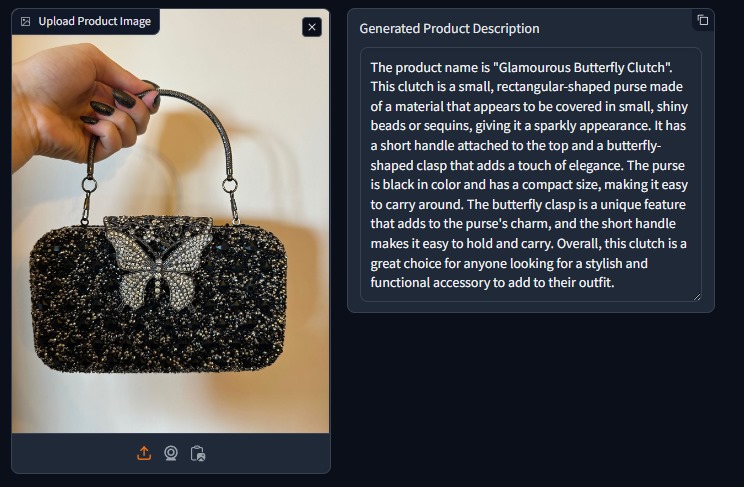 Upload Product Image
Generated Product Description
The product name is "Glamourous Butterfly Clutch".
This clutch is a small, rectangular-shaped purse made
of a material that appears to be covered in small, shiny
beads or sequins, giving it a sparkly appearance. It has
a short handle attached to the top and a butterfly-
shaped clasp that adds a touch of elegance. The purse
is black in color and has a compact size, making it easy
to carry around. The butterfly clasp is a unique feature
that adds to the purse's charm, and the short handle
makes it easy to hold and carry. Overall, this clutch is a
great choice for anyone looking for a stylish and
functional accessory to add to their outfit.